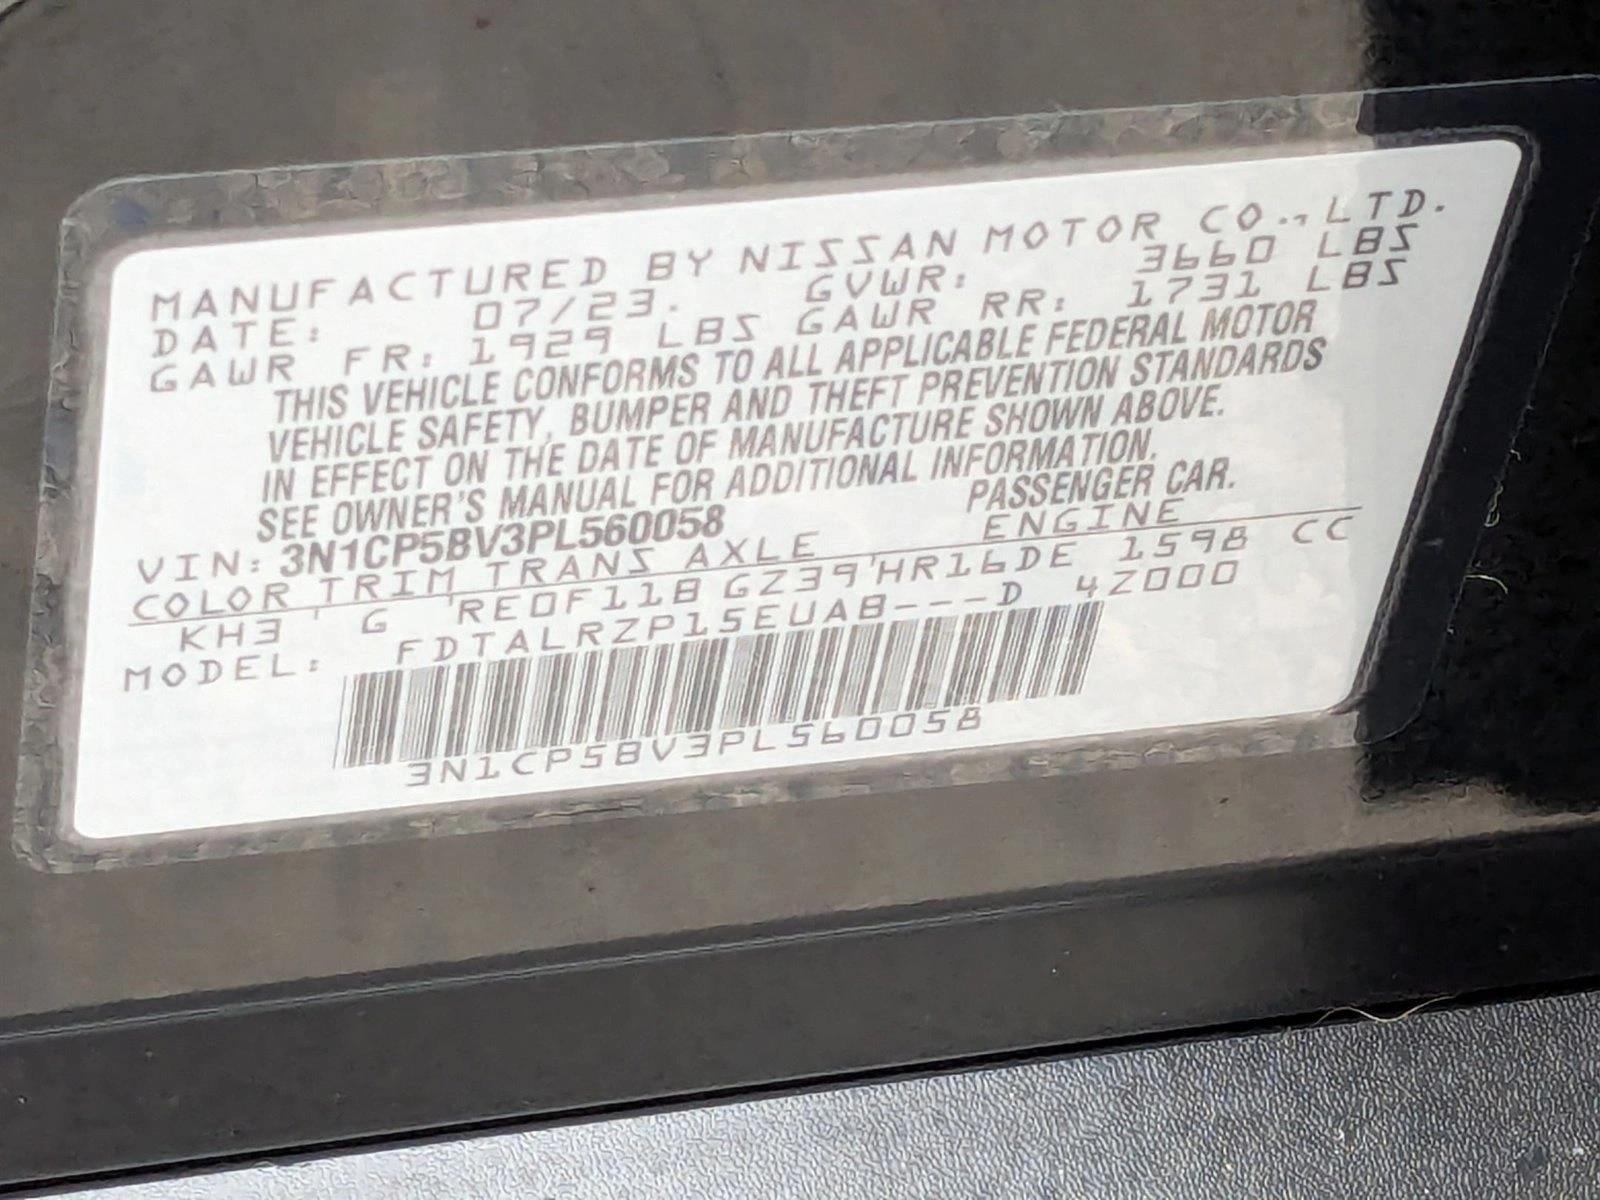 MANUFACTURED BY NISSAN MOTOR CO., LTD.
DATE: 07/23. GVWR: 3660 LBS
GAWR FR: 1929 LBS GAWR RR: 1731 LBS
THIS VEHICLE CONFORMS TO ALL APPLICABLE FEDERAL MOTOR
VEHICLE SAFETY, BUMPER AND THEFT PREVENTION STANDARDS
IN EFFECT ON THE DATE OF MANUFACTURE SHOWN ABOVE.
SEE OWNER'S MANUAL FOR ADDITIONAL INFORMATION.
VIN: 3N1CP5BV3PL560058 PASSENGER CAR.
COLOR TRIM TRANS AXLE ENGINE
KH3 ' G 'RE0F11B GZ39'HR16DE 1598 CC
MODEL: FDTALRZP15EUAB---D 4Z000
3N1CP5BV3PL560058